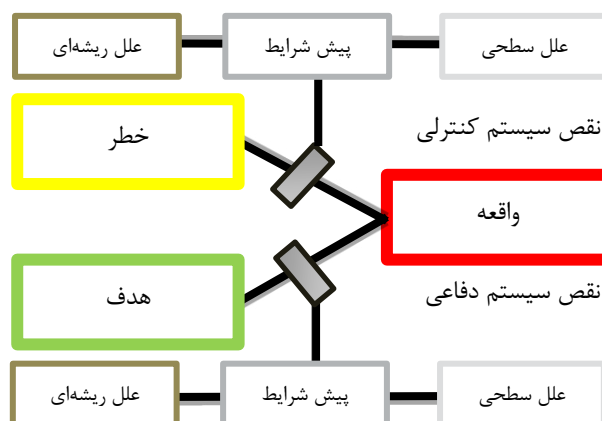 علل سطحی
پیش شرایط
علل ریشه‌ای
نقص سیستم کنترلی
خطر
واقعه
نقص سیستم دفاعی
هدف
علل سطحی
پیش شرایط
علل ریشه‌ای